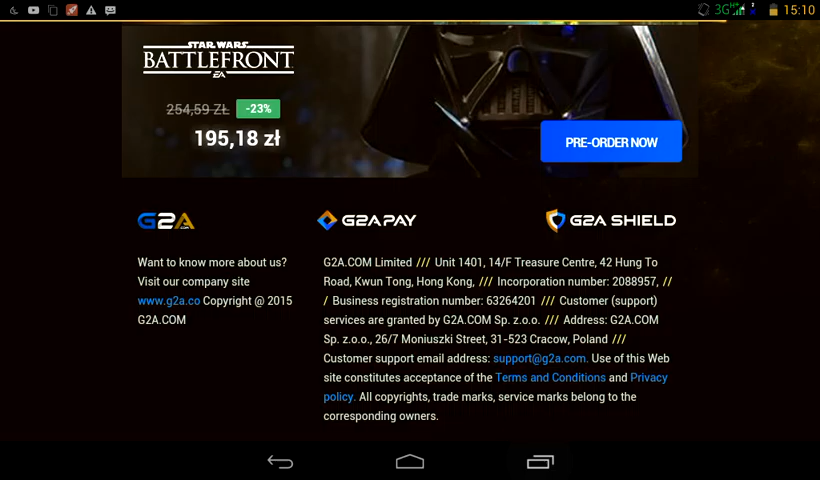 3G H+ 15:10
STAR WARS
BATTLEFRONT
EA
254,59 ZŁ -23%
195,18 zł
PRE-ORDER NOW
G2A.COM
G2A PAY
G2A SHIELD
Want to know more about us?
Visit our company site
www.g2a.co Copyright @ 2015
G2A.COM
G2A.COM Limited /// Unit 1401, 14/F Treasure Centre, 42 Hung To
Road, Kwun Tong, Hong Kong, /// Incorporation number: 2088957, //
/ Business registration number: 63264201 /// Customer (support)
services are granted by G2A.COM Sp. z.o.o. /// Address: G2A.COM
Sp. z.o.o., 26/7 Moniuszki Street, 31-523 Cracow, Poland ///
Customer support email address: support@g2a.com. Use of this Web
site constitutes acceptance of the Terms and Conditions and Privacy
policy. All copyrights, trade marks, service marks belong to the
corresponding owners.